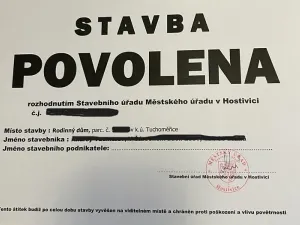 STAVBA
POVOLENA
rozhodnutím Stavebního úřadu Městského úřadu v Hostivici
č.j.
Místo stavby : Rodinný dům, parc. č. v k.ú. Tuchoměřice
Jméno stavebníka :
Jméno stavebníka podnikatele:
Stavební úřad Městského úřadu v Hostivici
Tento štítek budiž po celou dobu stavby vyvěšen na viditelném místě a chráněn proti poškození a vlivu povětrnosti